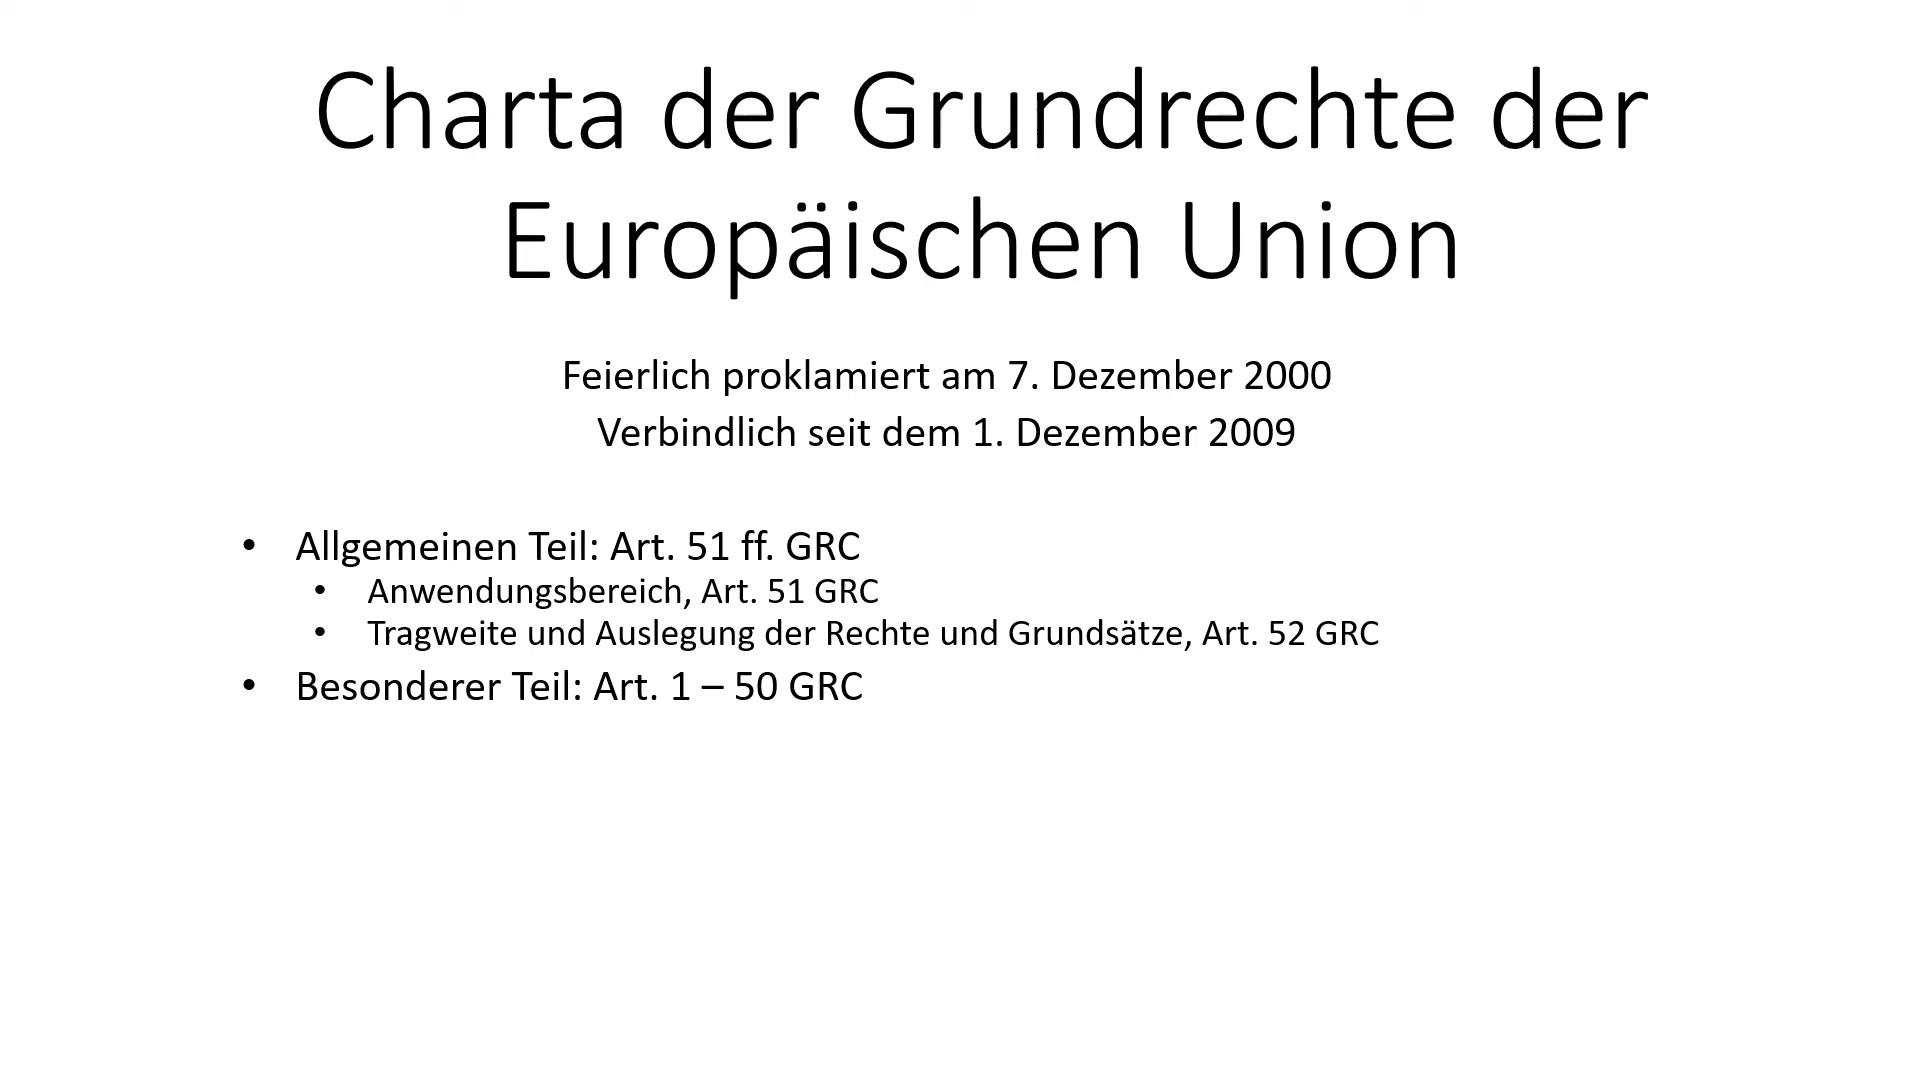 Charta der Grundrechte der
Europäischen Union
Feierlich proklamiert am 7. Dezember 2000
Verbindlich seit dem 1. Dezember 2009
• Allgemeinen Teil: Art. 51 ff. GRC
• Anwendungsbereich, Art. 51 GRC
• Tragweite und Auslegung der Rechte und Grundsätze, Art. 52 GRC
• Besonderer Teil: Art. 1 – 50 GRC